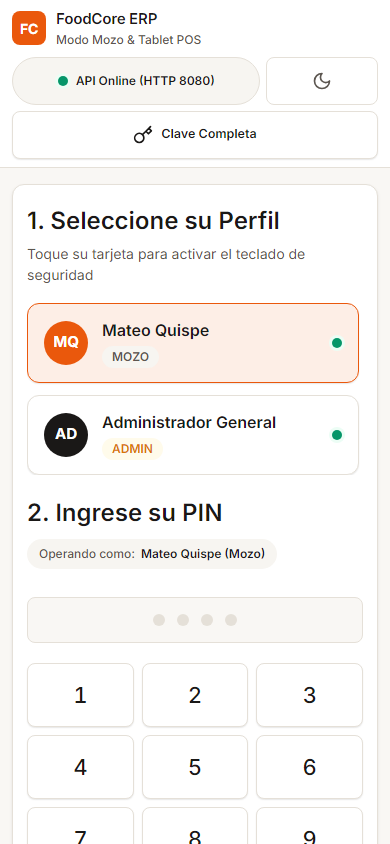 FC
FoodCore ERP
Modo Mozo & Tablet POS
API Online (HTTP 8080)
Clave Completa
1. Seleccione su Perfil
Toque su tarjeta para activar el teclado de
seguridad
MQ
Mateo Quispe
MOZO
AD
Administrador General
ADMIN
2. Ingrese su PIN
Operando como: Mateo Quispe (Mozo)
1 2 3
4 5 6
7 8 9